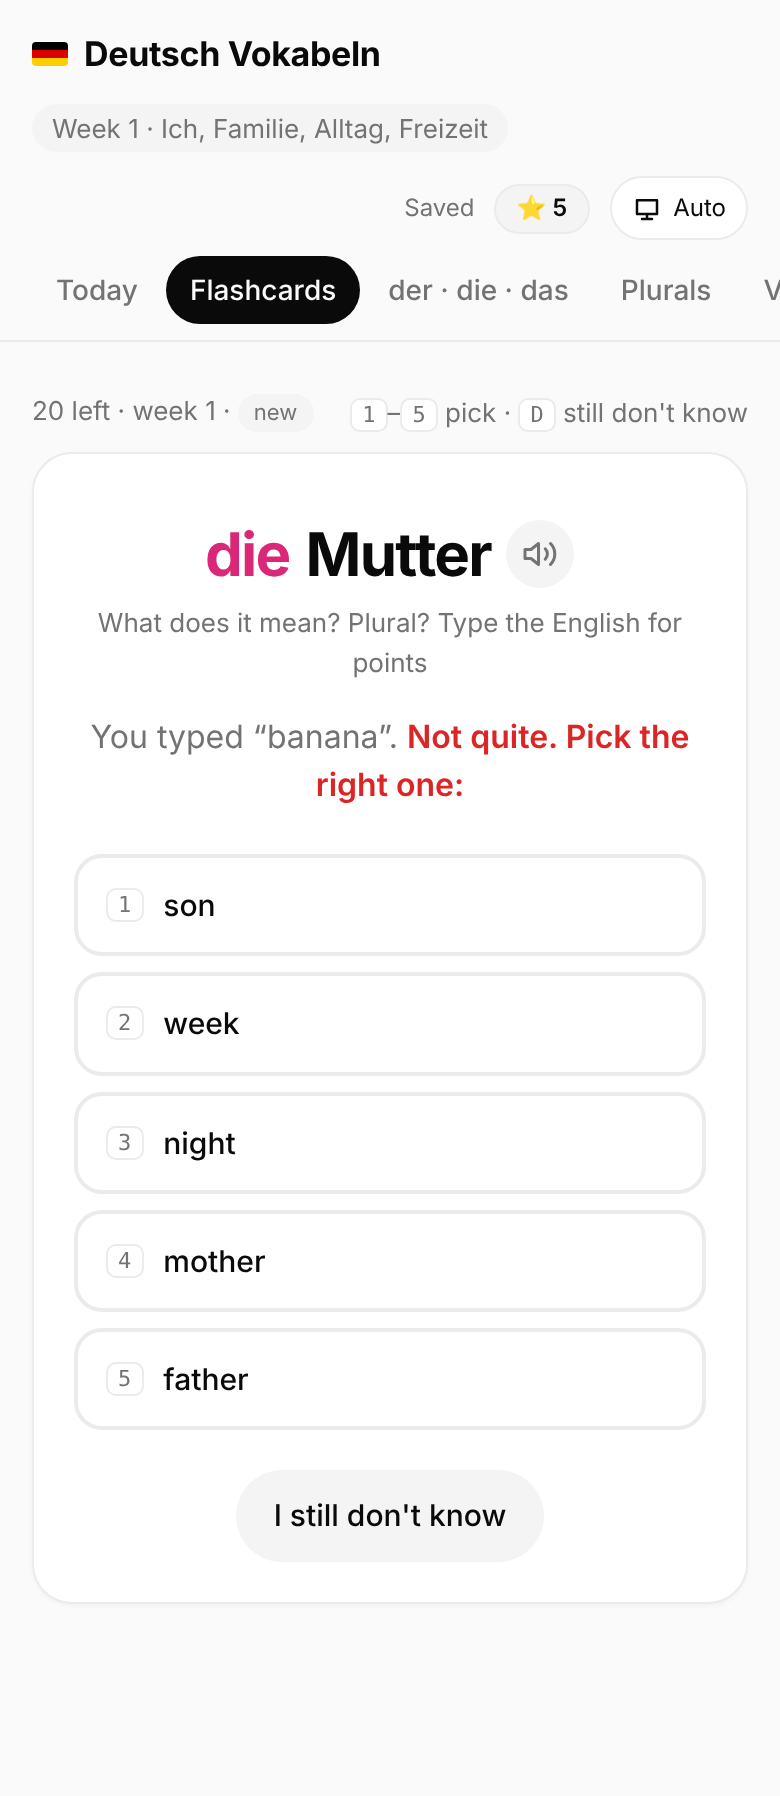 Deutsch Vokabeln
Week 1 · Ich, Familie, Alltag, Freizeit
Saved ⭐ 5 Auto
Today Flashcards der · die · das Plurals V
20 left · week 1 · new 1–5 pick · D still don't know
die Mutter
What does it mean? Plural? Type the English for
points
You typed “banana”. Not quite. Pick the
right one:
1 son
2 week
3 night
4 mother
5 father
I still don't know